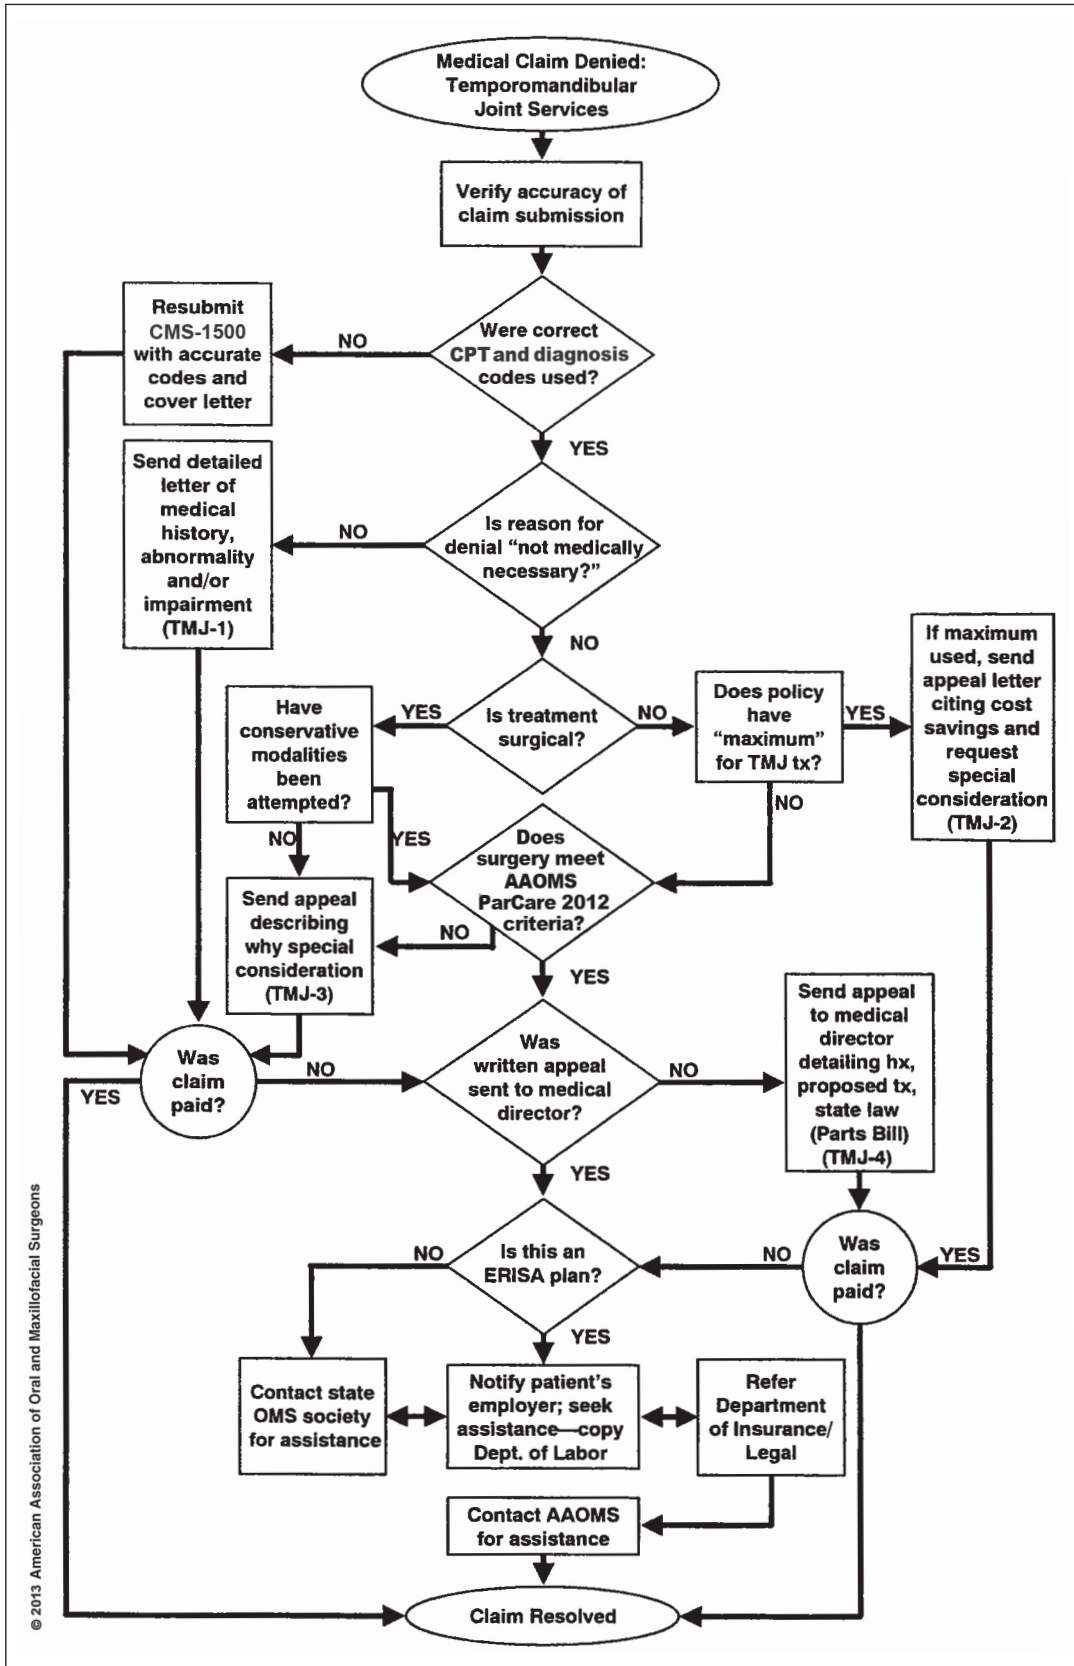 Medical Claim Denied:
Temporomandibular
Joint Services
Verify accuracy of
claim submission
Were correct
CPT and diagnosis
codes used?
NO
Resubmit
CMS-1500
with accurate
codes and
cover letter
YES
Is reason for
denial “not medically
necessary?”
NO
Send detailed
letter of
medical
history,
abnormality
and/or
impairment
(TMJ-1)
NO
Is treatment
surgical?
YES
Have
conservative
modalities
been
attempted?
NO
Does policy
have
“maximum”
for TMJ tx?
YES
If maximum
used, send
appeal letter
citing cost
savings and
request
special
consideration
(TMJ-2)
NO
NO
YES
Does
surgery meet
AAOMS
ParCare 2012
criteria?
NO
Send appeal
describing
why special
consideration
(TMJ-3)
YES
Was
claim
paid?
YES
NO
Was
written appeal
sent to medical
director?
NO
Send appeal
to medical
director
detailing hx,
proposed tx,
state law
(Parts Bill)
(TMJ-4)
YES
Is this an
ERISA plan?
NO
NO
Was
claim
paid?
YES
YES
Contact state
OMS society
for assistance
Notify patient’s
employer; seek
assistance—copy
Dept. of Labor
Refer
Department
of Insurance/
Legal
Contact AAOMS
for assistance
Claim Resolved
© 2013 American Association of Oral and Maxillofacial Surgeons